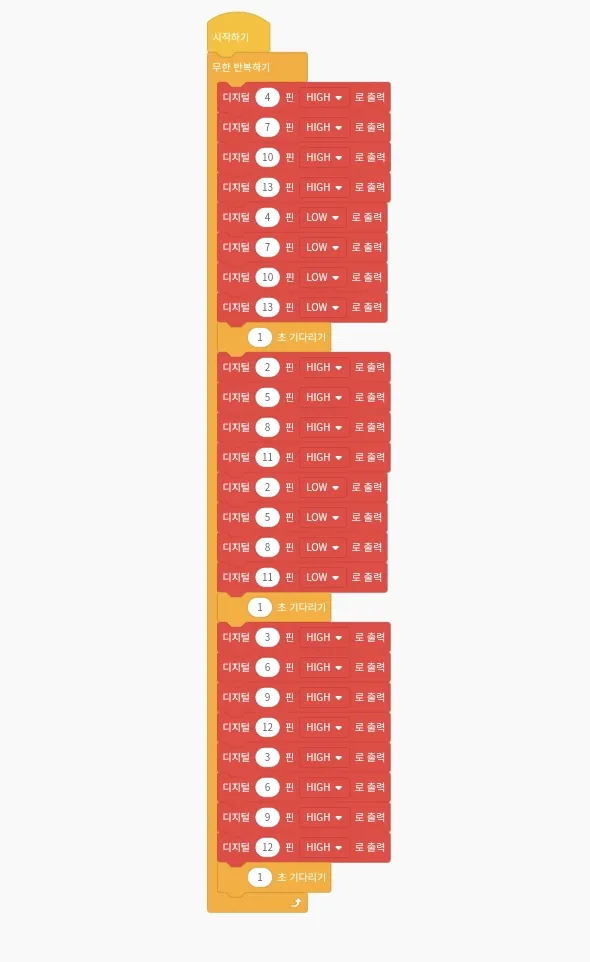 시작하기
무한 반복하기
디지털 4 핀 HIGH 로 출력
디지털 7 핀 HIGH 로 출력
디지털 10 핀 HIGH 로 출력
디지털 13 핀 HIGH 로 출력
디지털 4 핀 LOW 로 출력
디지털 7 핀 LOW 로 출력
디지털 10 핀 LOW 로 출력
디지털 13 핀 LOW 로 출력
1 초 기다리기
디지털 2 핀 HIGH 로 출력
디지털 5 핀 HIGH 로 출력
디지털 8 핀 HIGH 로 출력
디지털 11 핀 HIGH 로 출력
디지털 2 핀 LOW 로 출력
디지털 5 핀 LOW 로 출력
디지털 8 핀 LOW 로 출력
디지털 11 핀 LOW 로 출력
1 초 기다리기
디지털 3 핀 HIGH 로 출력
디지털 6 핀 HIGH 로 출력
디지털 9 핀 HIGH 로 출력
디지털 12 핀 HIGH 로 출력
디지털 3 핀 HIGH 로 출력
디지털 6 핀 HIGH 로 출력
디지털 9 핀 HIGH 로 출력
디지털 12 핀 HIGH 로 출력
1 초 기다리기